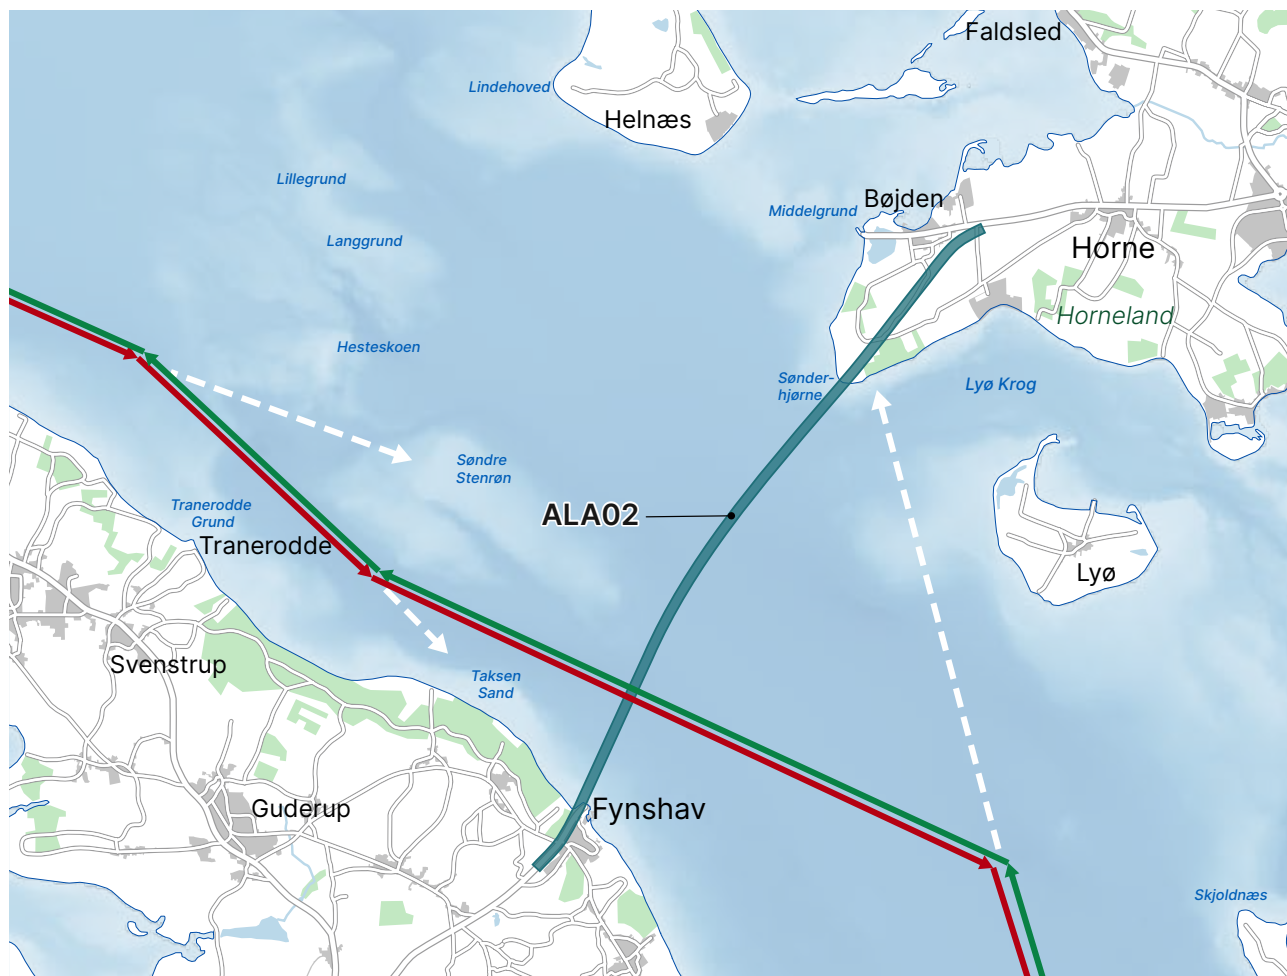 Faldsled
Lindehoved
Helnæs
Lillegrund
Bøjden
Middelgrund
Langgrund
Horne
Horneland
Hesteskoen
Sønder-
hjørne
Lyø Krog
Søndre
Stenrøn
Tranerodde
Grund
ALA02
Tranerodde
Lyø
Svenstrup
Taksen
Sand
Guderup
Fynshav
Skjoldnæs